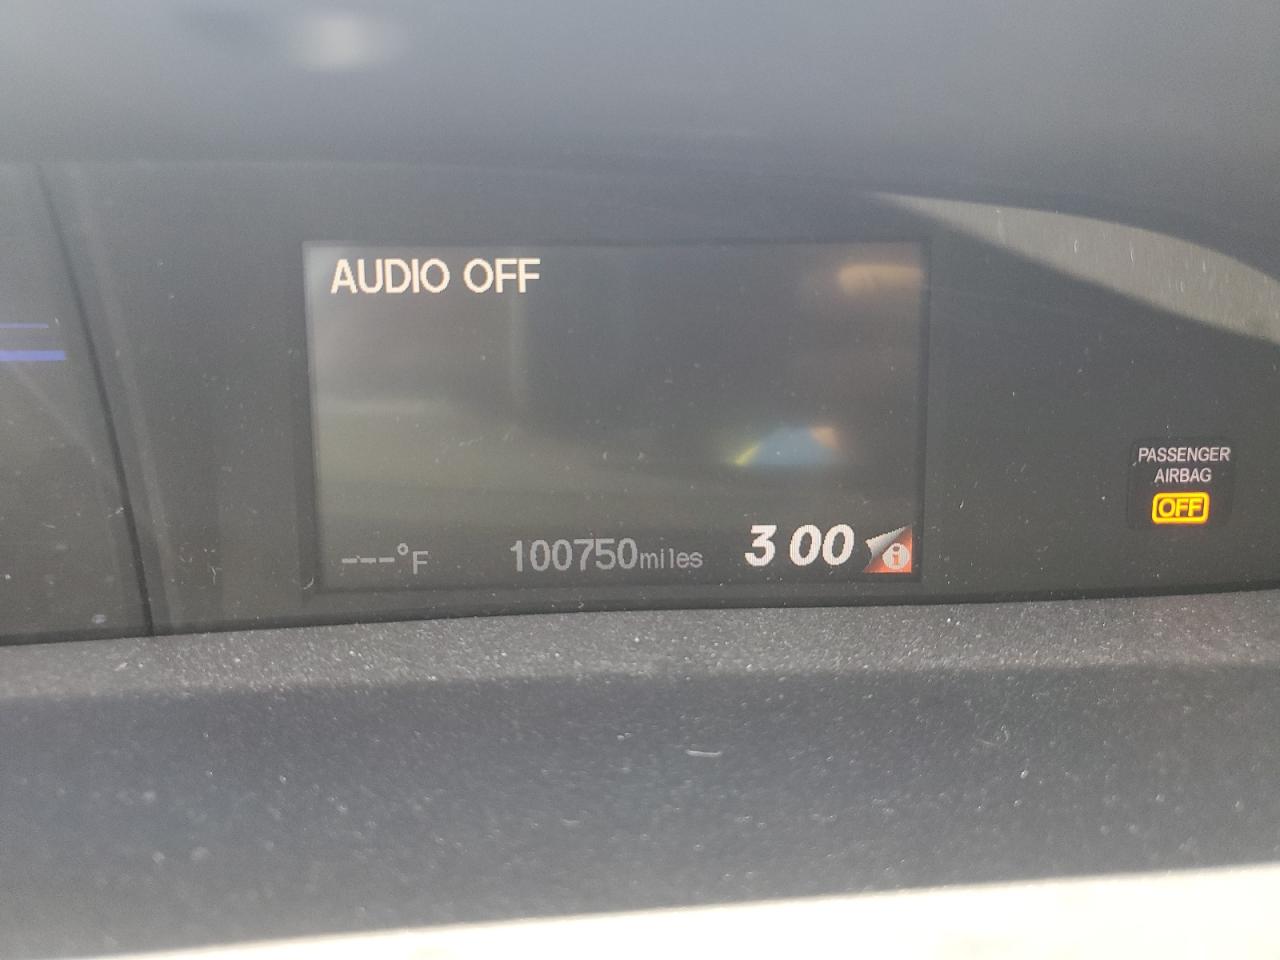 AUDIO OFF
---°F 100750miles 3 00 i
PASSENGER
AIRBAG
OFF